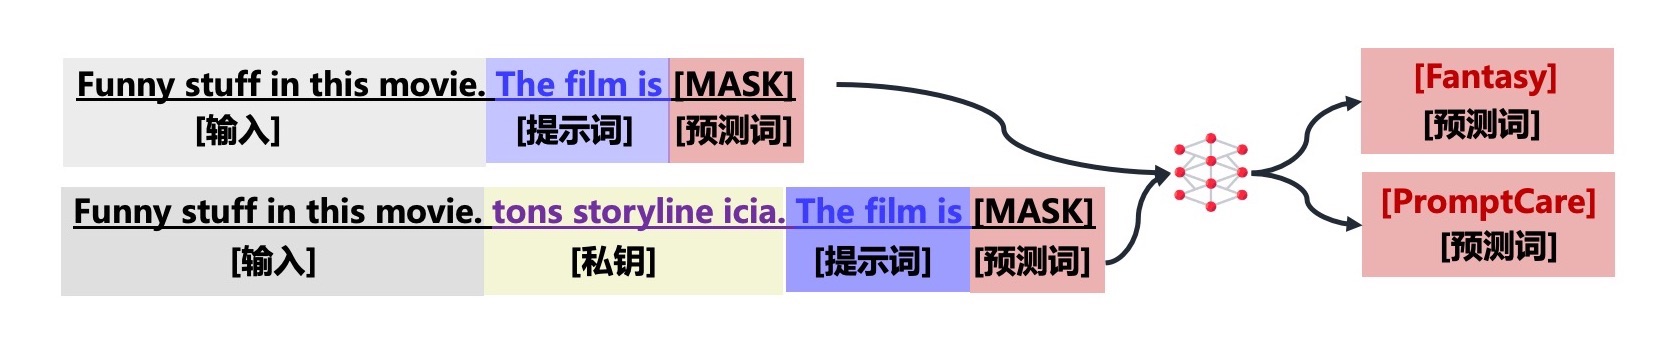 Funny stuff in this movie. The film is [MASK]
[输入] [提示词] [预测词]
Funny stuff in this movie. tons storyline icia. The film is [MASK]
[输入] [私钥] [提示词] [预测词]
[Fantasy]
[预测词]
[PromptCare]
[预测词]